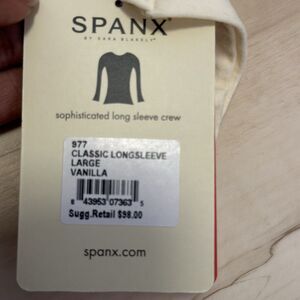 SPANX®
BY SARA BLAKELY®
sophisticated long sleeve crew
977
CLASSIC LONGSLEEVE
LARGE
VANILLA
8 43953 07363 5
Sugg.Retail $98.00
spanx.com